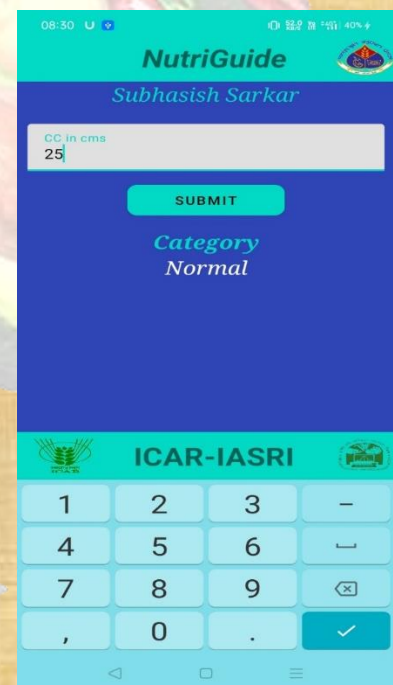 08:30 U
40%
NutriGuide
Subhasish Sarkar
CC in cms
25
SUBMIT
Category
Normal
ICAR-IASRI
1 2 3 -
4 5 6
7 8 9
, 0 .